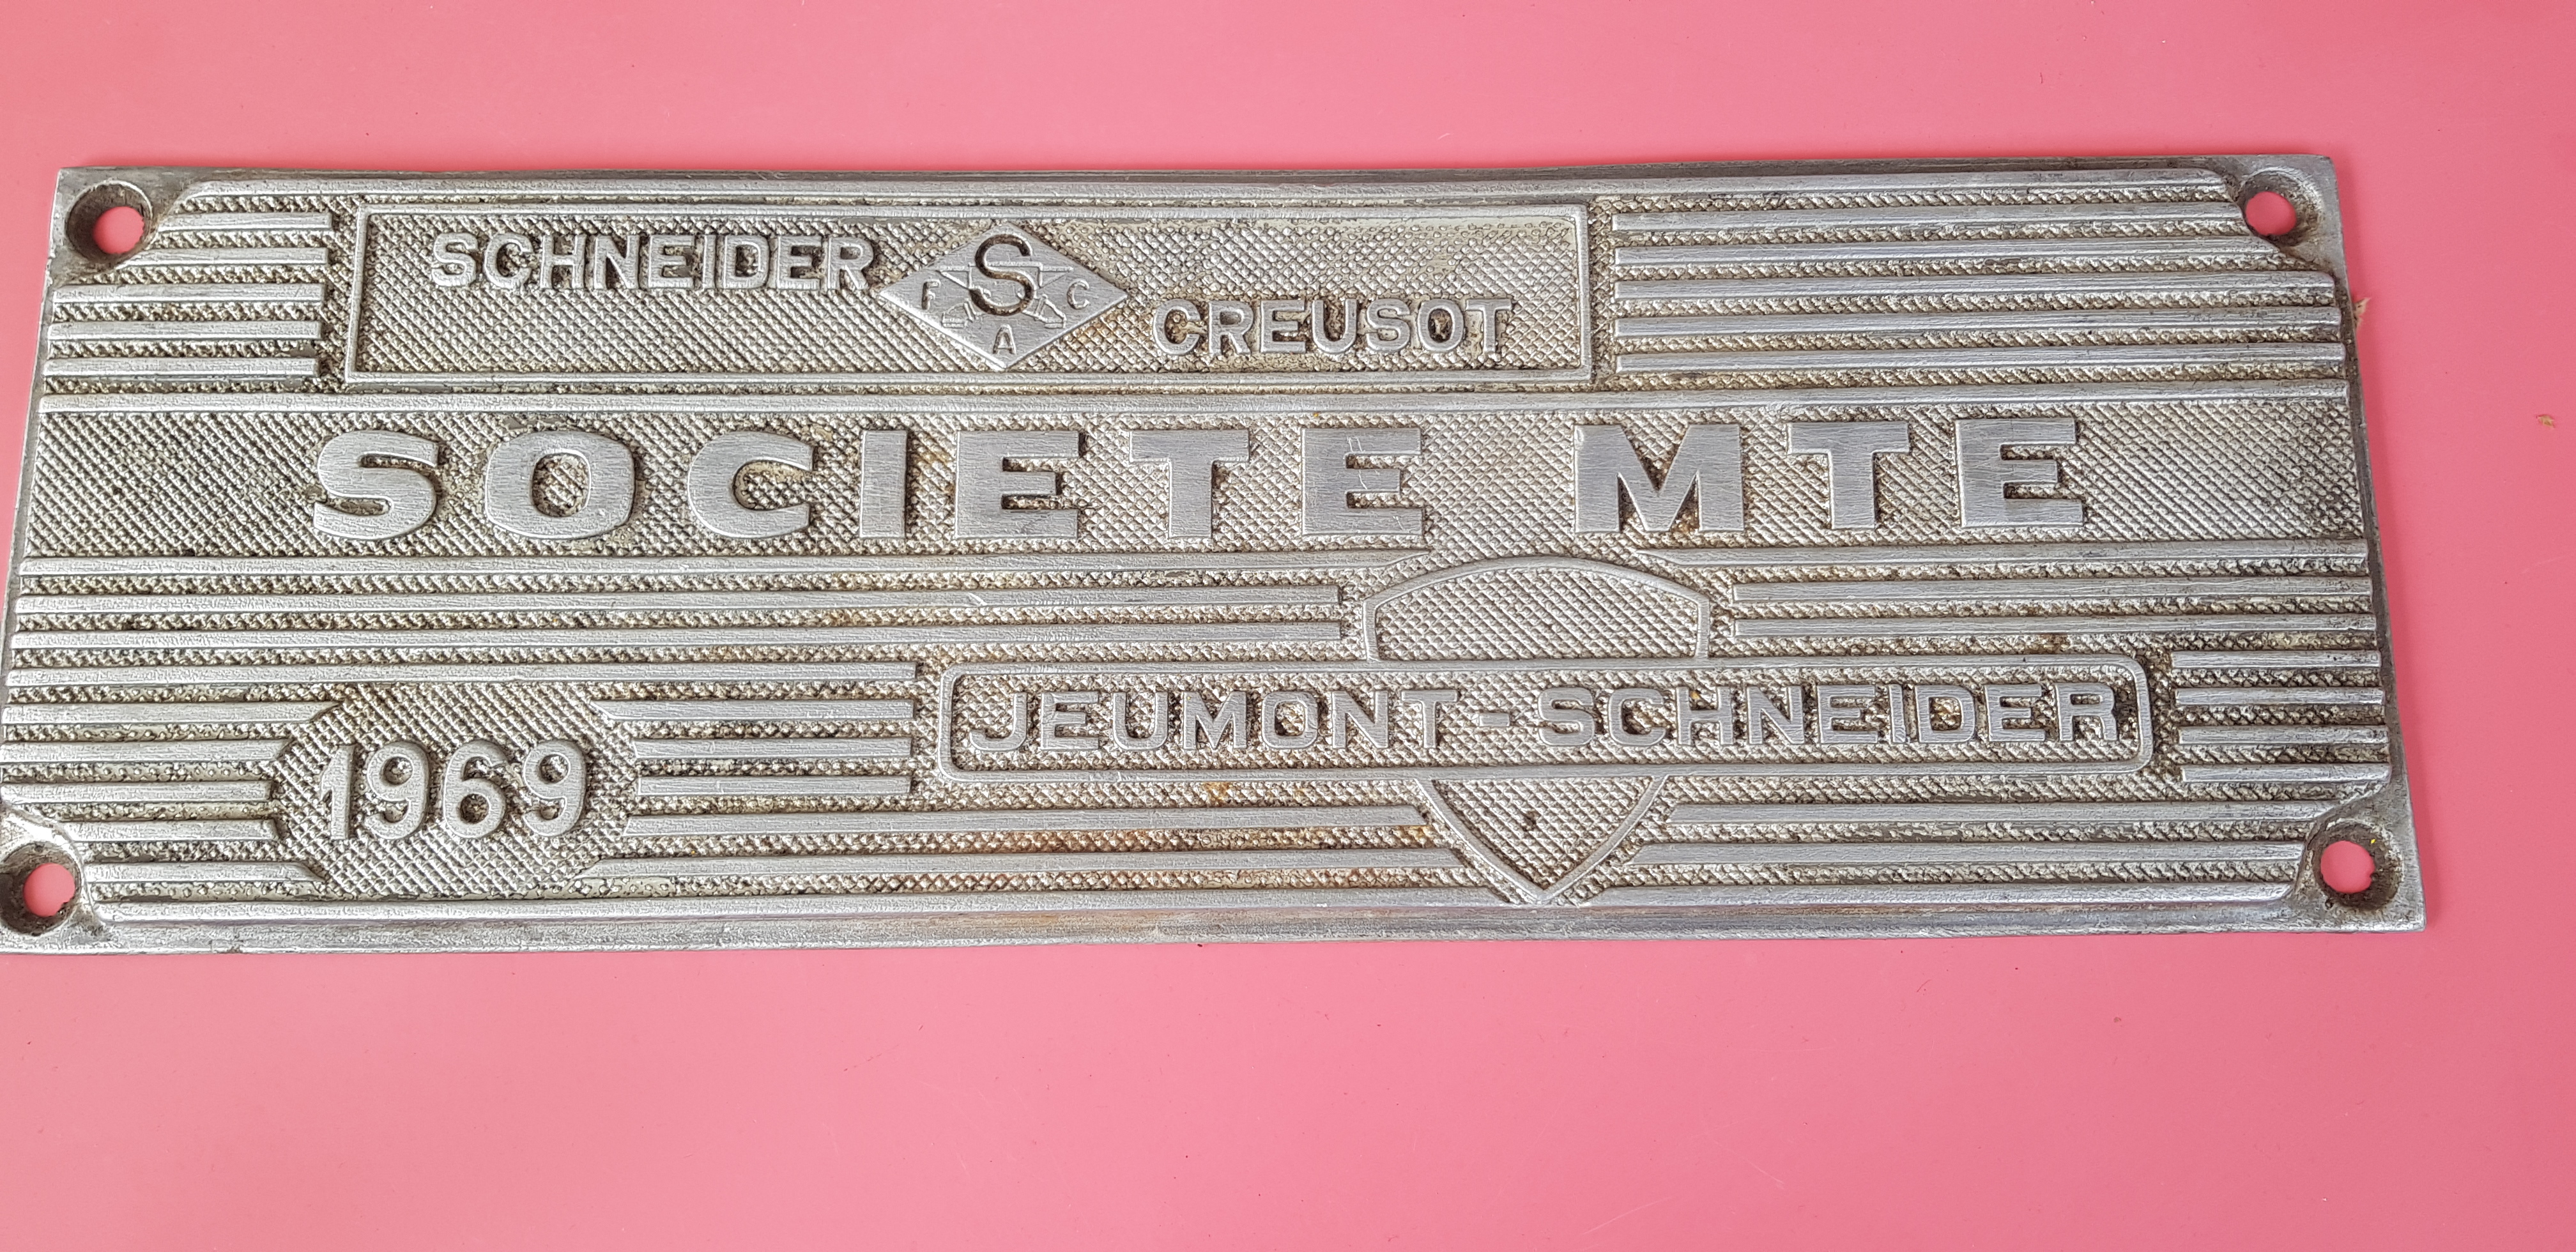 SCHNEIDER
S
F C
A
CREUSOT
SOCIETE MTE
JEUMONT-SCHNEIDER
1969